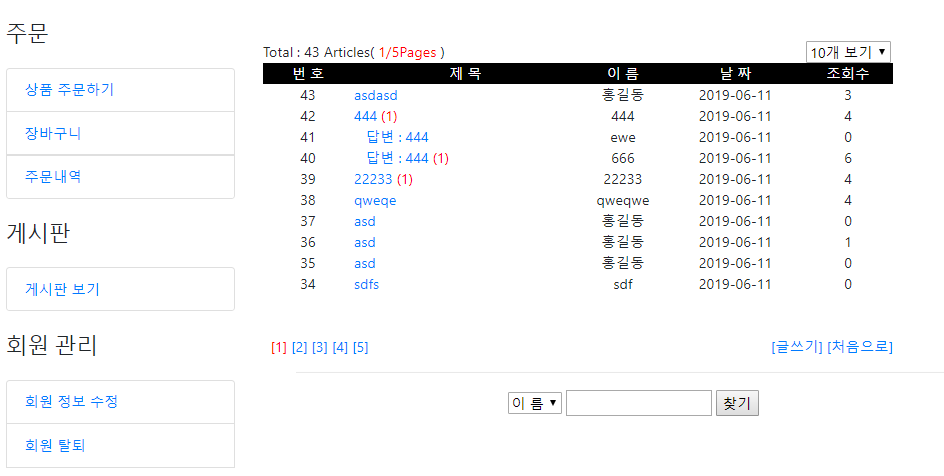 주문
상품 주문하기
장바구니
주문내역
게시판
게시판 보기
회원 관리
회원 정보 수정
회원 탈퇴
Total : 43 Articles( 1/5Pages )
10개 보기
번 호 제 목 이 름 날 짜 조회수
43 asdasd 홍길동 2019-06-11 3
42 444 (1) 444 2019-06-11 4
41 답변 : 444 ewe 2019-06-11 0
40 답변 : 444 (1) 666 2019-06-11 6
39 22233 (1) 22233 2019-06-11 4
38 qweqe qweqwe 2019-06-11 4
37 asd 홍길동 2019-06-11 0
36 asd 홍길동 2019-06-11 1
35 asd 홍길동 2019-06-11 0
34 sdfs sdf 2019-06-11 0
[1] [2] [3] [4] [5]
[글쓰기] [처음으로]
이 름 찾기